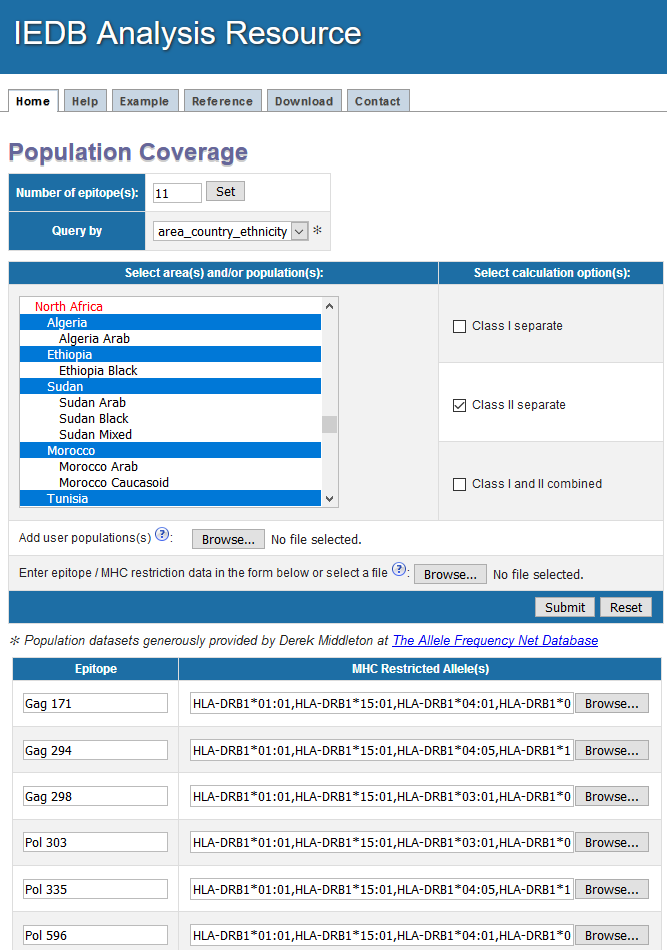 IEDB Analysis Resource
Home Help Example Reference Download Contact
Population Coverage
Number of epitope(s): 11 Set
Query by area_country_ethnicity *
Select area(s) and/or population(s): Select calculation option(s):
North Africa
Algeria
Algeria Arab
Ethiopia
Ethiopia Black
Sudan
Sudan Arab
Sudan Black
Sudan Mixed
Morocco
Morocco Arab
Morocco Caucasoid
Tunisia
Class I separate
Class II separate
Class I and II combined
Add user populations(s) ?: Browse... No file selected.
Enter epitope / MHC restriction data in the form below or select a file ?: Browse... No file selected.
Submit Reset
* Population datasets generously provided by Derek Middleton at The Allele Frequency Net Database
Epitope MHC Restricted Allele(s)
Gag 171 HLA-DRB1*01:01,HLA-DRB1*15:01,HLA-DRB1*04:01,HLA-DRB1*0 Browse...
Gag 294 HLA-DRB1*01:01,HLA-DRB1*15:01,HLA-DRB1*04:05,HLA-DRB1*1 Browse...
Gag 298 HLA-DRB1*01:01,HLA-DRB1*15:01,HLA-DRB1*03:01,HLA-DRB1*0 Browse...
Pol 303 HLA-DRB1*01:01,HLA-DRB1*15:01,HLA-DRB1*03:01,HLA-DRB1*0 Browse...
Pol 335 HLA-DRB1*01:01,HLA-DRB1*15:01,HLA-DRB1*04:05,HLA-DRB1*1 Browse...
Pol 596 HLA-DRB1*01:01,HLA-DRB1*15:01,HLA-DRB1*04:01,HLA-DRB1*0 Browse...